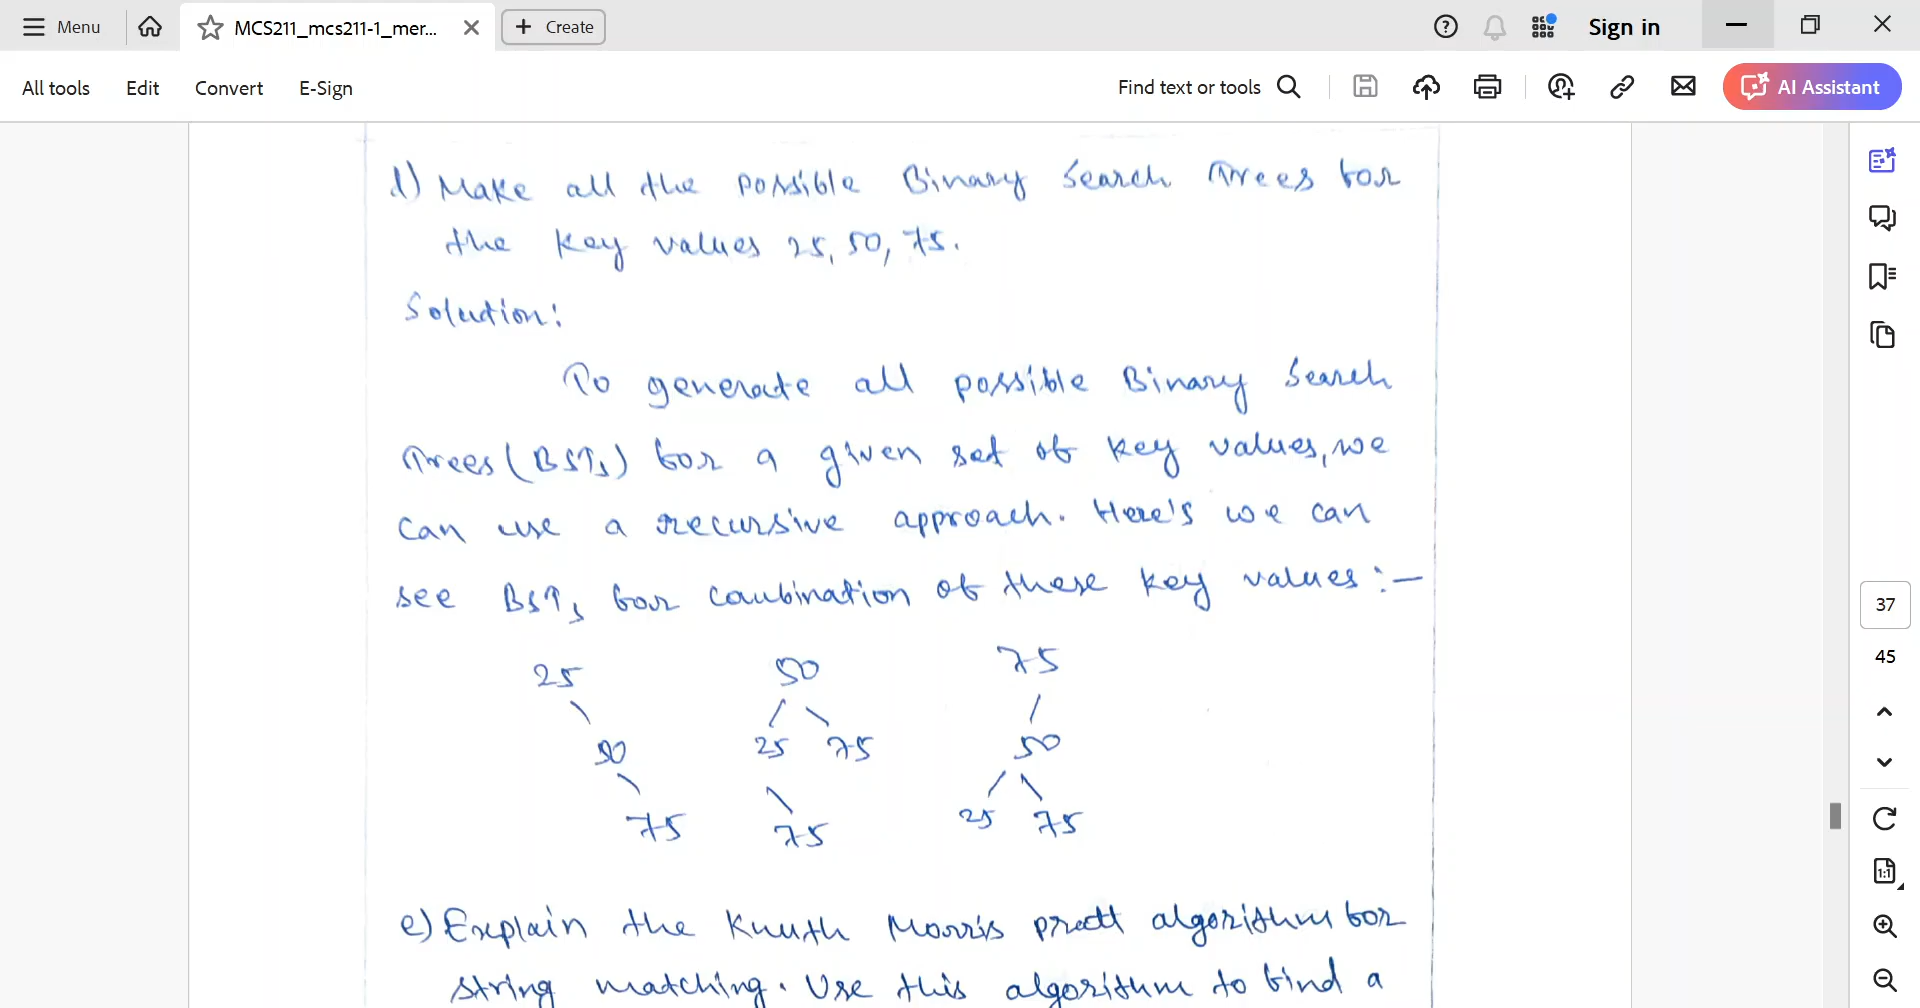 Menu
MCS211_mcs211-1_mer...
Create
Sign in
All tools
Edit
Convert
E-Sign
Find text or tools
AI Assistant
d) Make all the possible Binary Search Trees for
the key values 25, 50, 75.
Solution:
To generate all possible Binary Search
Trees (BSTs) for a given set of key values, we
can use a recursive approach. Here's we can
see BSTs for combination of these key values :-
25 50 75
50 25 75 50
75 75 25 75
e) Explain the Knuth Morris pratt algorithm for
string matching. Use this algorithm to find a
37
45
1:1